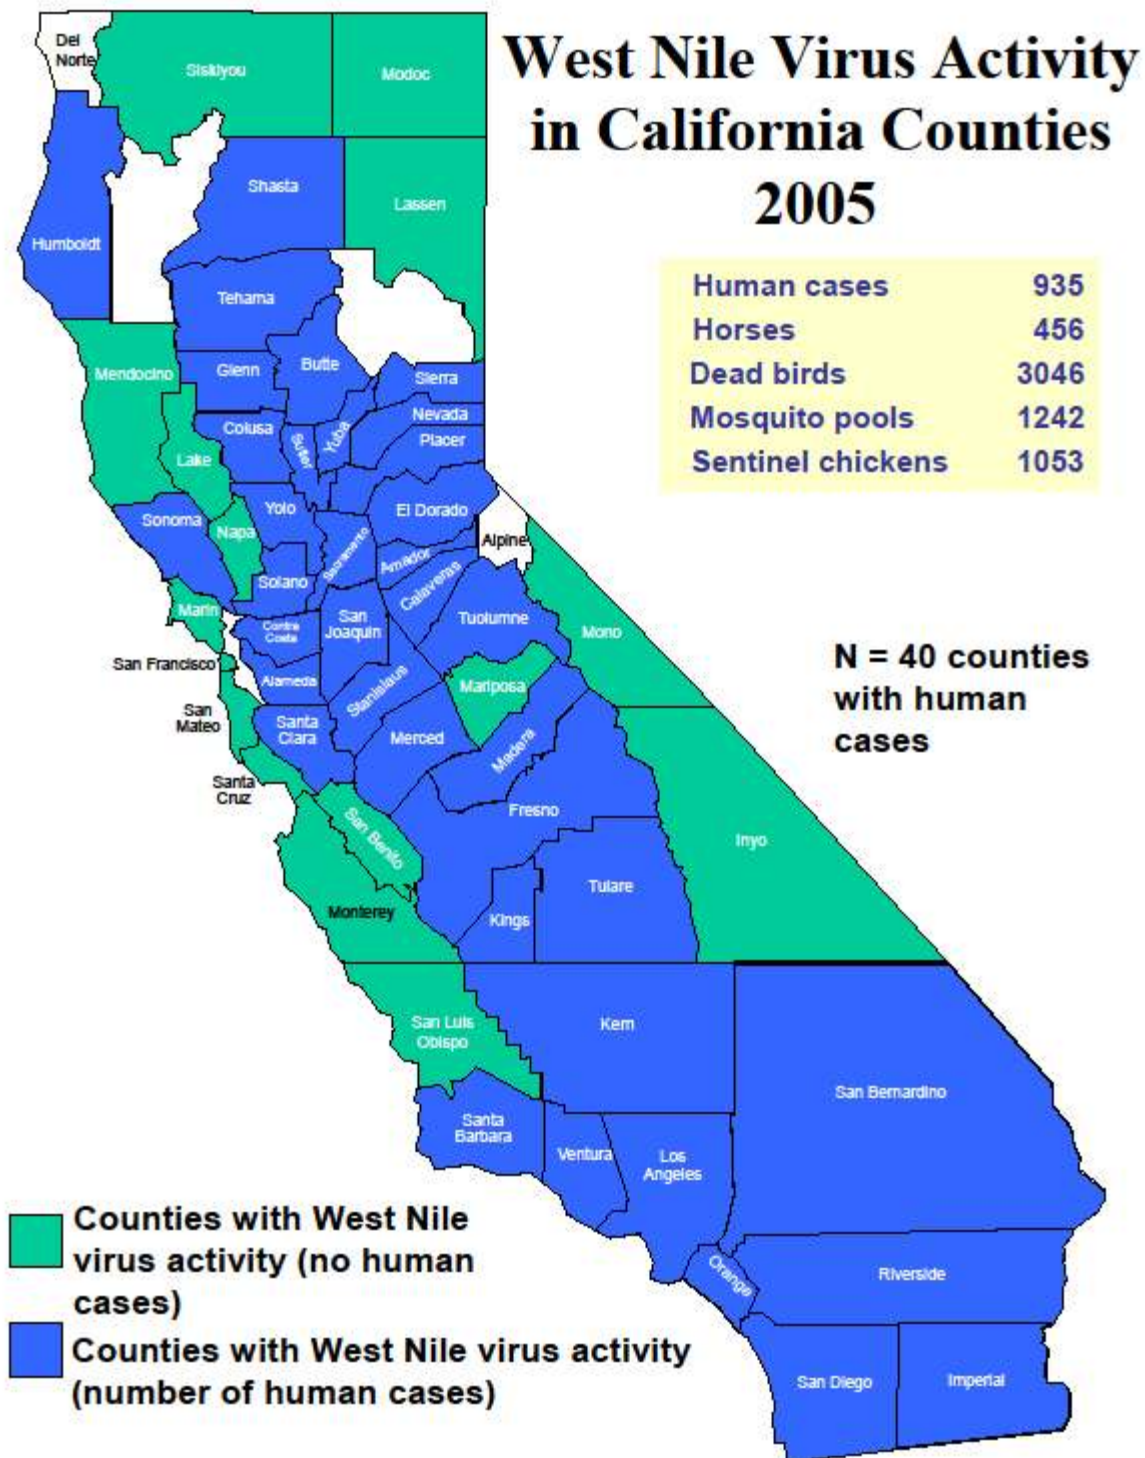 West Nile Virus Activity
in California Counties
2005
Human cases 935
Horses 456
Dead birds 3046
Mosquito pools 1242
Sentinel chickens 1053
N = 40 counties
with human
cases
Del
Norte
Siskiyou
Modoc
Shasta
Lassen
Humboldt
Tehama
Mendocino
Glenn
Butte
Sierra
Nevada
Colusa
Sutter
Yuba
Placer
Lake
Sonoma
Napa
Yolo
El Dorado
Sacramento
Alpine
Amador
Solano
Calaveras
Marin
Contra
Costa
San
Joaquin
Tuolumne
Mono
San Francisco
Alameda
Stanislaus
Mariposa
San
Mateo
Santa
Clara
Merced
Madera
Santa
Cruz
San Benito
Fresno
Inyo
Monterey
Kings
Tulare
San Luis
Obispo
Kern
San Bernardino
Santa
Barbara
Ventura
Los
Angeles
Orange
Riverside
San Diego
Imperial
Counties with West Nile
virus activity (no human
cases)
Counties with West Nile virus activity
(number of human cases)